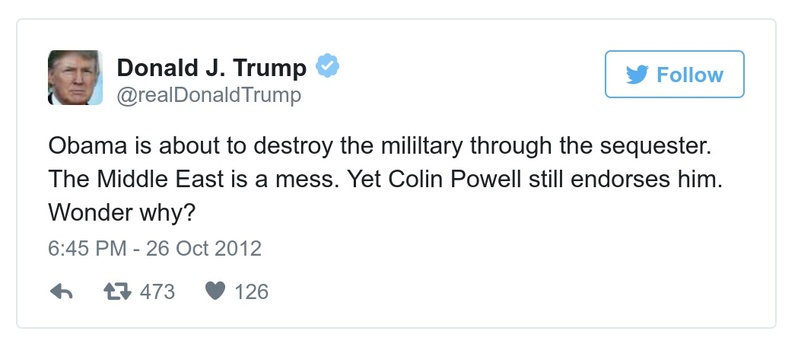 Donald J. Trump
@realDonaldTrump
Follow
Obama is about to destroy the mililtary through the sequester.
The Middle East is a mess. Yet Colin Powell still endorses him.
Wonder why?
6:45 PM - 26 Oct 2012
473 126